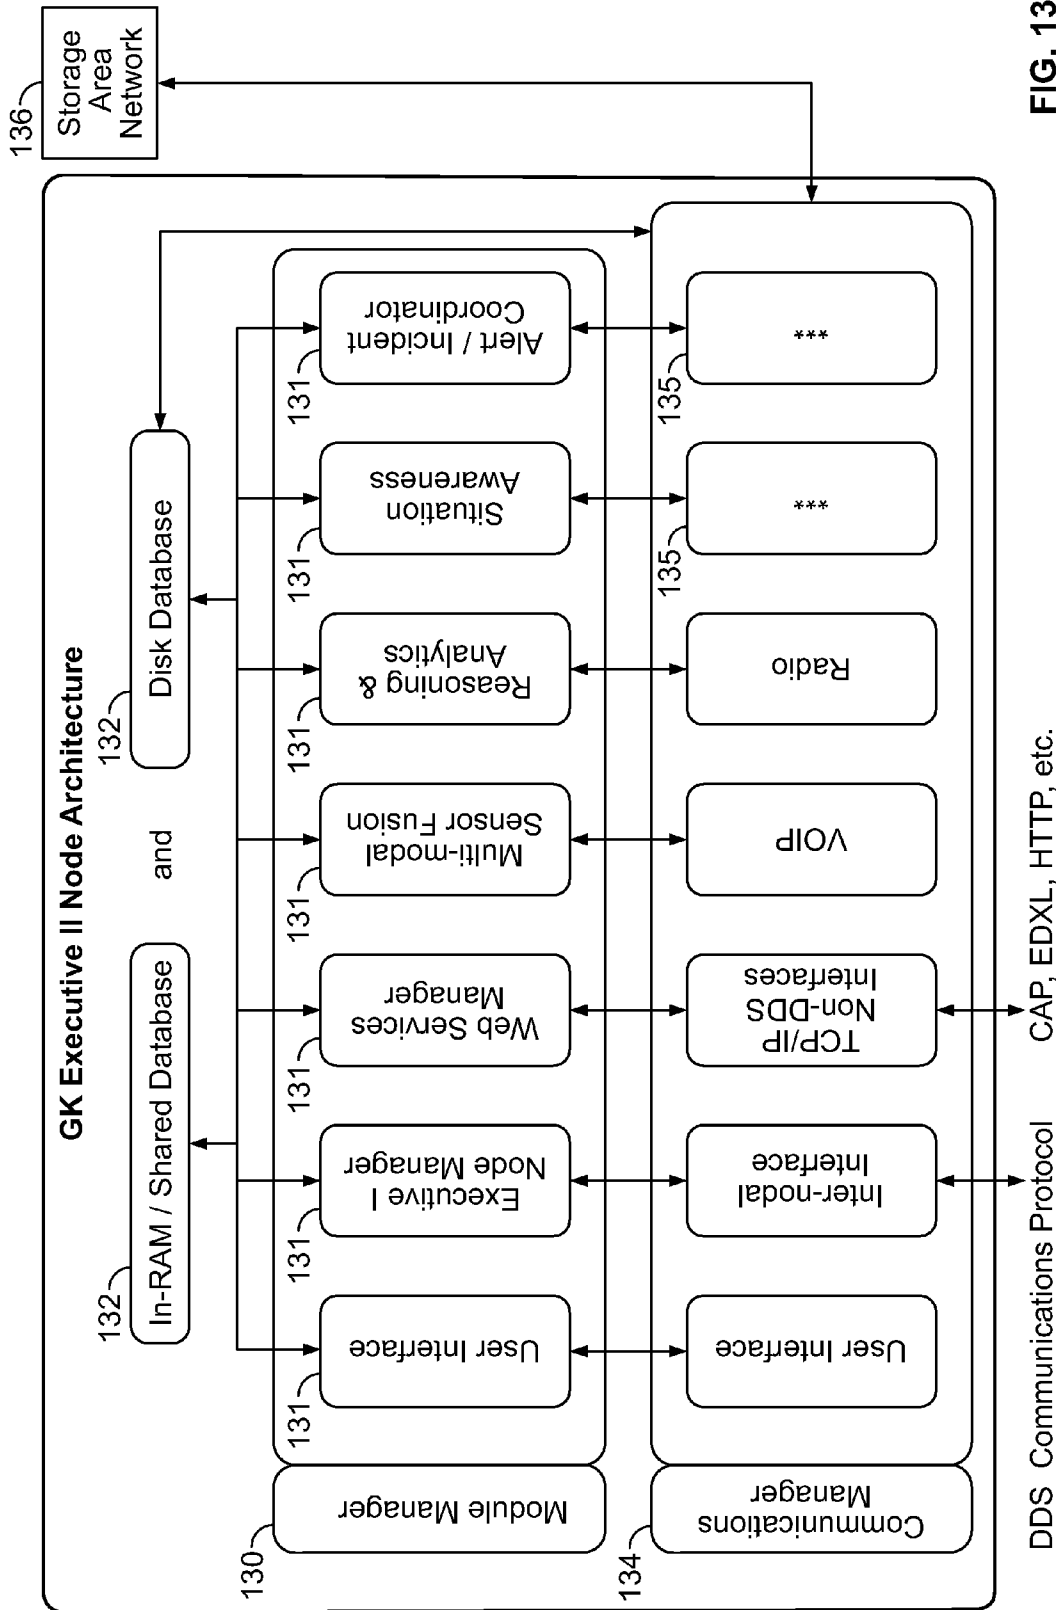 GK Executive II Node Architecture
136
Storage
Area
Network
132
In-RAM / Shared Database
and
132
Disk Database
130
Module Manager
131
User Interface
131
Executive I
Node Manager
131
Web Services
Manager
131
Multi-modal
Sensor Fusion
131
Reasoning &
Analytics
131
Situation
Awareness
131
Alert / Incident
Coordinator
134
Communications
Manager
User Interface
Inter-nodal
Interface
TCP/IP
Non-DDS
Interfaces
VOIP
Radio
135
***
135
***
DDS Communications Protocol
CAP, EDXL, HTTP, etc.
FIG. 13